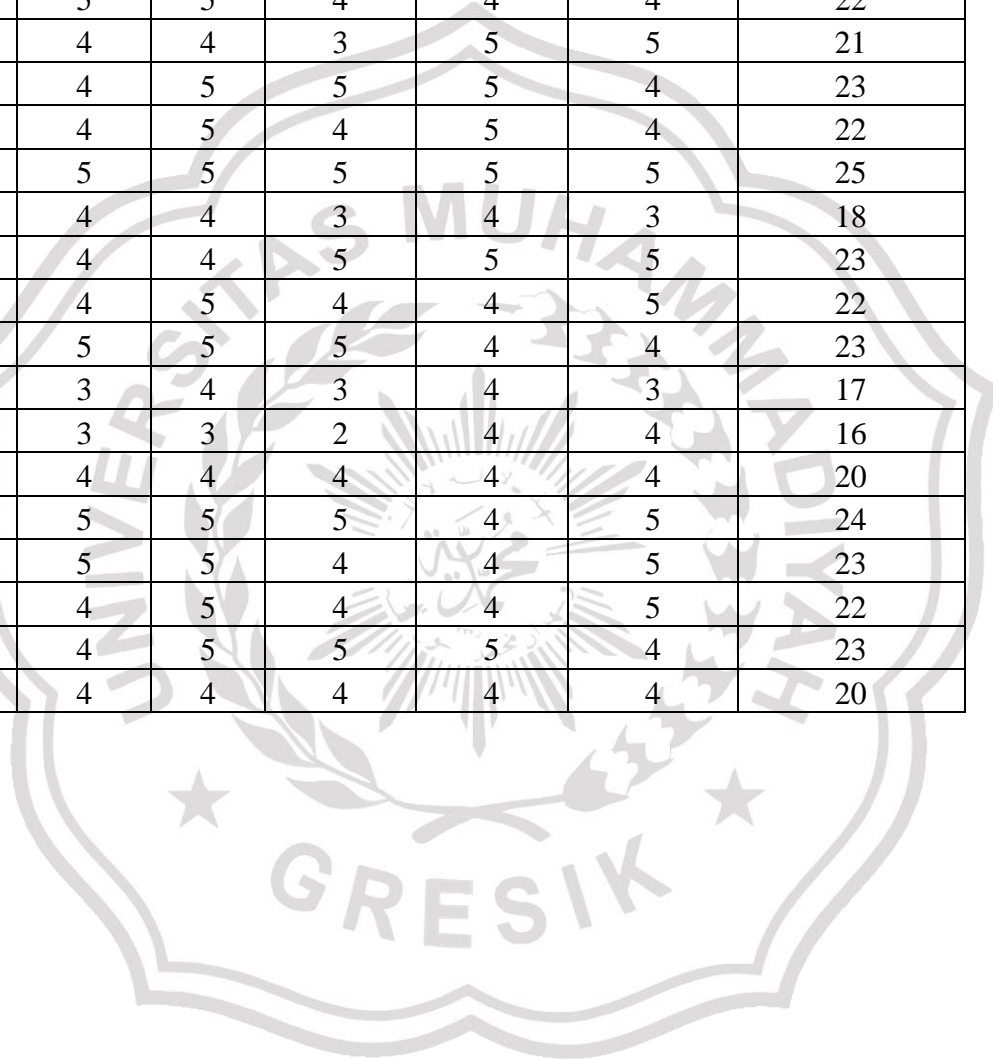 5 5 4 4 4 22
4 4 3 5 5 21
4 5 5 5 4 23
4 5 4 5 4 22
5 5 5 5 5 25
4 4 3 4 3 18
4 4 5 5 5 23
4 5 4 4 5 22
5 5 5 4 4 23
3 4 3 4 3 17
3 3 2 4 4 16
4 4 4 4 4 20
5 5 5 4 5 24
5 5 4 4 5 23
4 5 4 4 5 22
4 5 5 5 4 23
4 4 4 4 4 20
UNIVERSITAS MUHAMMADIYAH
GRESIK